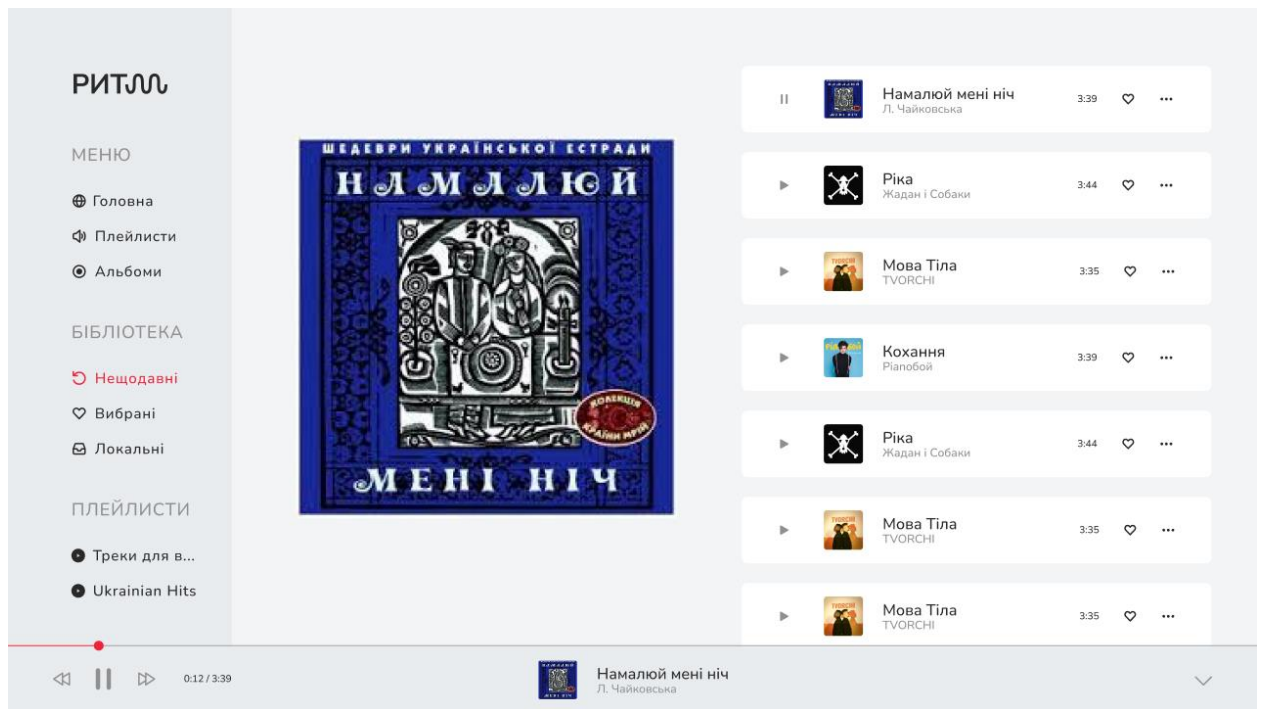 РИТМ
МЕНЮ
Головна
Плейлисти
Альбоми
БІБЛІОТЕКА
Нещодавні
Вибрані
Локальні
ПЛЕЙЛИСТИ
Треки для в...
Ukrainian Hits
ШЕДЕВРИ УКРАЇНСЬКОЇ ЕСТРАДИ
НАМАЛЮЙ
КОЛЕКЦІЯ
КРАЇНИ МРІЙ
МЕНІ НІЧ
Намалюй мені ніч 3:39
Л. Чайковська
Ріка 3:44
Жадан і Собаки
Мова Тіла 3:35
TVORCHI
Кохання 3:39
Pianoбой
Ріка 3:44
Жадан і Собаки
Мова Тіла 3:35
TVORCHI
Мова Тіла 3:35
TVORCHI
0:12 / 3:39
Намалюй мені ніч
Л. Чайковська